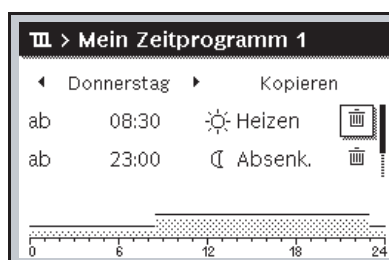 > Mein Zeitprogramm 1
Donnerstag Kopieren
ab 08:30 Heizen
ab 23:00 Absenk.
0 6 12 18 24